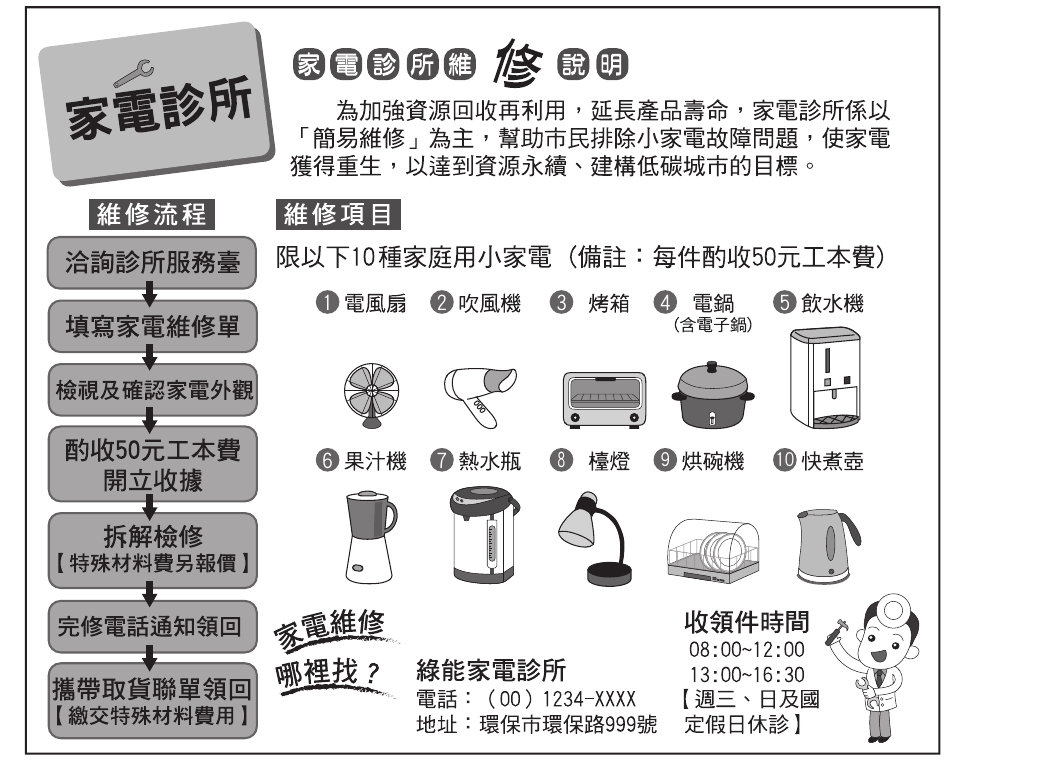 家電診所
家電診所維修說明
為加強資源回收再利用，延長產品壽命，家電診所係以
「簡易維修」為主，幫助市民排除小家電故障問題，使家電
獲得重生，以達到資源永續、建構低碳城市的目標。
維修流程
洽詢診所服務臺
填寫家電維修單
檢視及確認家電外觀
酌收50元工本費
開立收據
拆解檢修
【特殊材料費另報價】
完修電話通知領回
攜帶取貨聯單領回
【繳交特殊材料費用】
維修項目
限以下10種家庭用小家電（備註：每件酌收50元工本費）
1 電風扇 2 吹風機 3 烤箱 4 電鍋 5 飲水機
(含電子鍋)
6 果汁機 7 熱水瓶 8 檯燈 9 烘碗機 10 快煮壺
家電維修
哪裡找？
綠能家電診所
電話：（00）1234-XXXX
地址：環保市環保路999號
收領件時間
08:00~12:00
13:00~16:30
【週三、日及國
定假日休診】